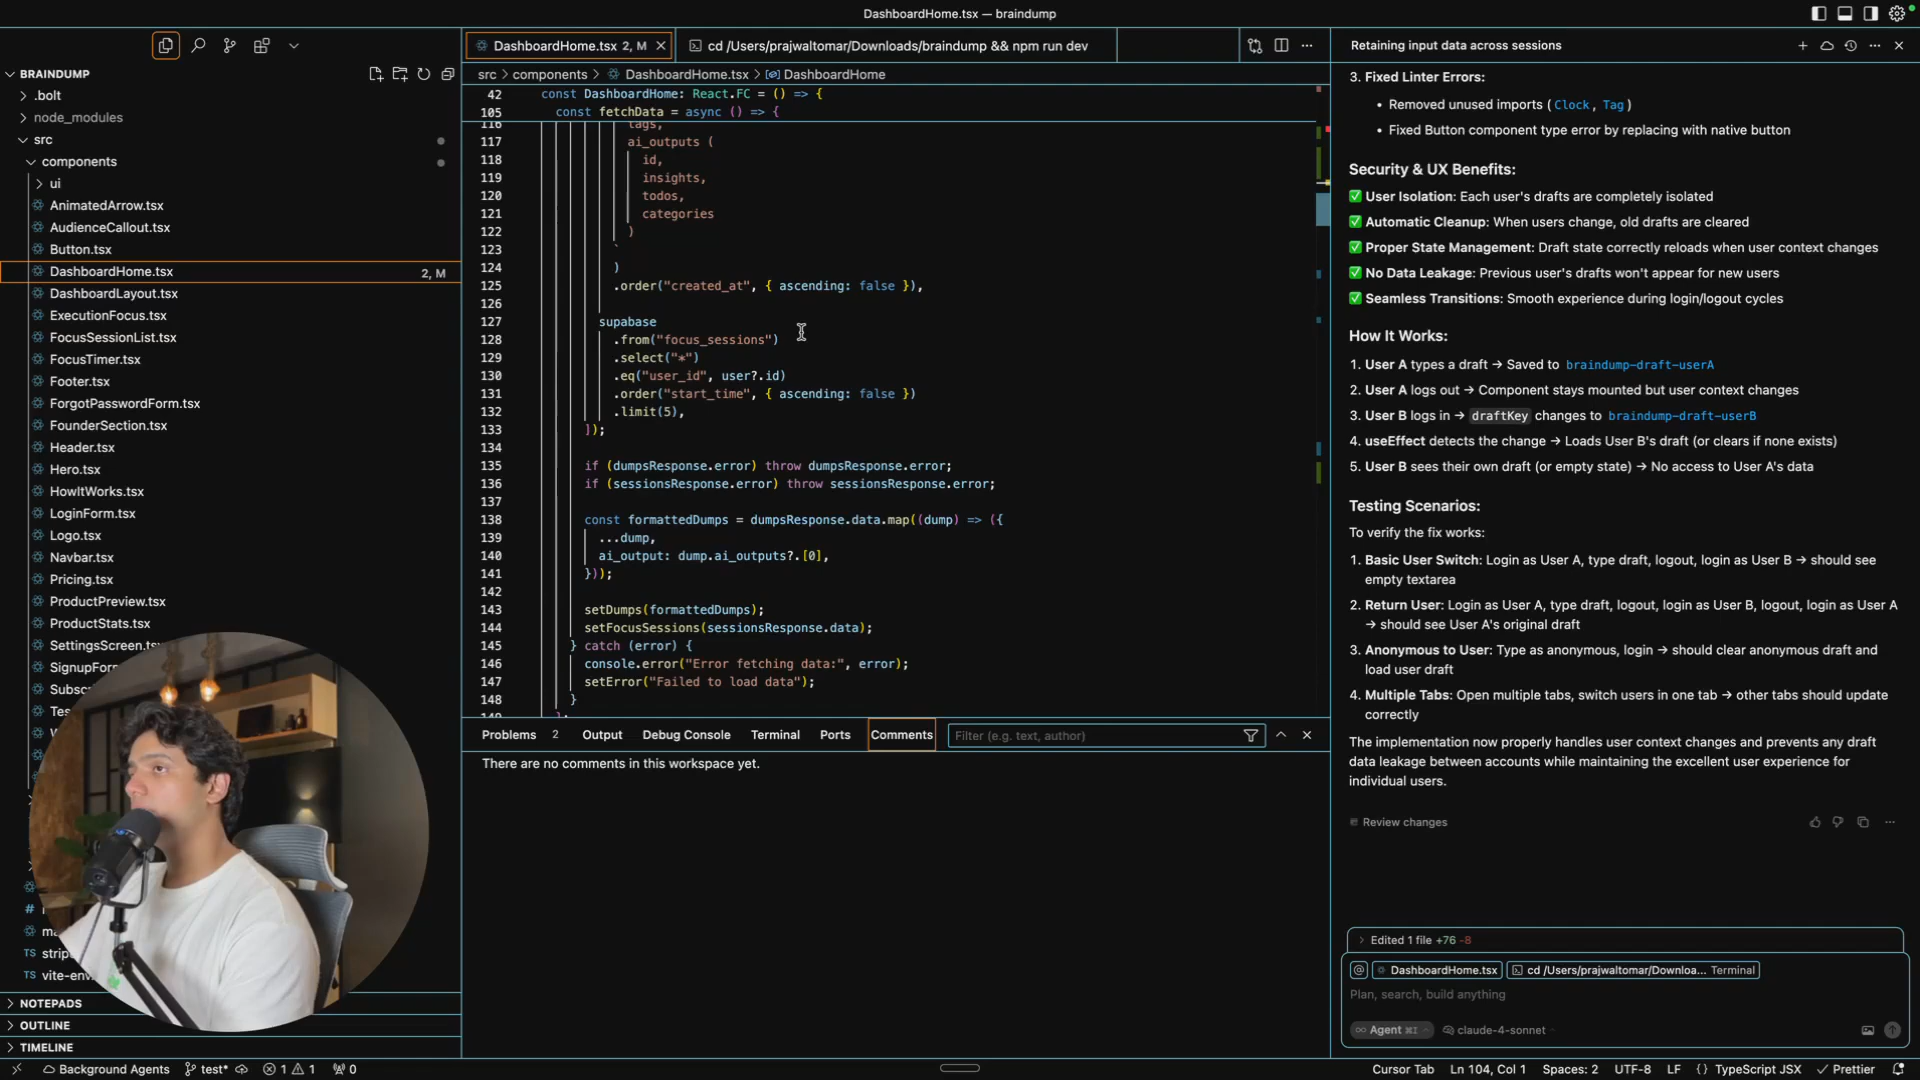 DashboardHome.tsx — braindump
BRAINDUMP
.bolt
node_modules
src
components
ui
AnimatedArrow.tsx
AudienceCallout.tsx
Button.tsx
DashboardHome.tsx 2, M
DashboardLayout.tsx
ExecutionFocus.tsx
FocusSessionList.tsx
FocusTimer.tsx
Footer.tsx
ForgotPasswordForm.tsx
FounderSection.tsx
Header.tsx
Hero.tsx
HowItWorks.tsx
LoginForm.tsx
Logo.tsx
Navbar.tsx
Pricing.tsx
ProductPreview.tsx
ProductStats.tsx
SettingsScreen.tsx
SignupForm
Subsc
Tes
#
ma
stripe
TS vite-env
NOTEPADS
OUTLINE
TIMELINE
DashboardHome.tsx 2, M
cd /Users/prajwaltomar/Downloads/braindump && npm run dev
src > components > DashboardHome.tsx > DashboardHome
42 const DashboardHome: React.FC = () => {
105 const fetchData = async () => {
116 tags,
117 ai_outputs (
118 id,
119 insights,
120 todos,
121 categories
122 )
123 `
124 )
125 .order("created_at", { ascending: false }),
126
127 supabase
128 .from("focus_sessions")
129 .select("*")
130 .eq("user_id", user?.id)
131 .order("start_time", { ascending: false })
132 .limit(5),
133 ]);
134
135 if (dumpsResponse.error) throw dumpsResponse.error;
136 if (sessionsResponse.error) throw sessionsResponse.error;
137
138 const formattedDumps = dumpsResponse.data.map((dump) => ({
139 ...dump,
140 ai_output: dump.ai_outputs?.[0],
141 }));
142
143 setDumps(formattedDumps);
144 setFocusSessions(sessionsResponse.data);
145 } catch (error) {
146 console.error("Error fetching data:", error);
147 setError("Failed to load data");
148 }
Problems 2 Output Debug Console Terminal Ports Comments Filter (e.g. text, author)
There are no comments in this workspace yet.
Retaining input data across sessions
3. Fixed Linter Errors:
• Removed unused imports ( Clock , Tag )
• Fixed Button component type error by replacing with native button
Security & UX Benefits:
✅ User Isolation: Each user's drafts are completely isolated
✅ Automatic Cleanup: When users change, old drafts are cleared
✅ Proper State Management: Draft state correctly reloads when user context changes
✅ No Data Leakage: Previous user's drafts won't appear for new users
✅ Seamless Transitions: Smooth experience during login/logout cycles
How It Works:
1. User A types a draft → Saved to braindump-draft-userA
2. User A logs out → Component stays mounted but user context changes
3. User B logs in → draftKey changes to braindump-draft-userB
4. useEffect detects the change → Loads User B's draft (or clears if none exists)
5. User B sees their own draft (or empty state) → No access to User A's data
Testing Scenarios:
To verify the fix works:
1. Basic User Switch: Login as User A, type draft, logout, login as User B → should see
empty textarea
2. Return User: Login as User A, type draft, logout, login as User B, logout, login as User A
→ should see User A's original draft
3. Anonymous to User: Type as anonymous, login → should clear anonymous draft and
load user draft
4. Multiple Tabs: Open multiple tabs, switch users in one tab → other tabs should update
correctly
The implementation now properly handles user context changes and prevents any draft
data leakage between accounts while maintaining the excellent user experience for
individual users.
Review changes
Edited 1 file +76 -8
@ DashboardHome.tsx cd /Users/prajwaltomar/Downloa... Terminal
Plan, search, build anything
Agent ⌘I claude-4-sonnet
Background Agents test* 1 1 0
Cursor Tab Ln 104, Col 1 Spaces: 2 UTF-8 LF { } TypeScript JSX Prettier